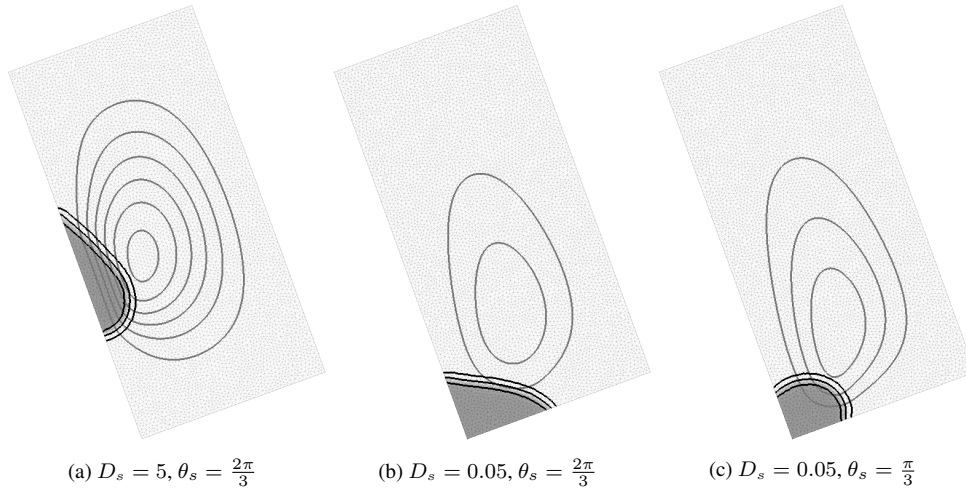 (a) $D_s = 5, \theta_s = \frac{2\pi}{3}$
(b) $D_s = 0.05, \theta_s = \frac{2\pi}{3}$
(c) $D_s = 0.05, \theta_s = \frac{\pi}{3}$